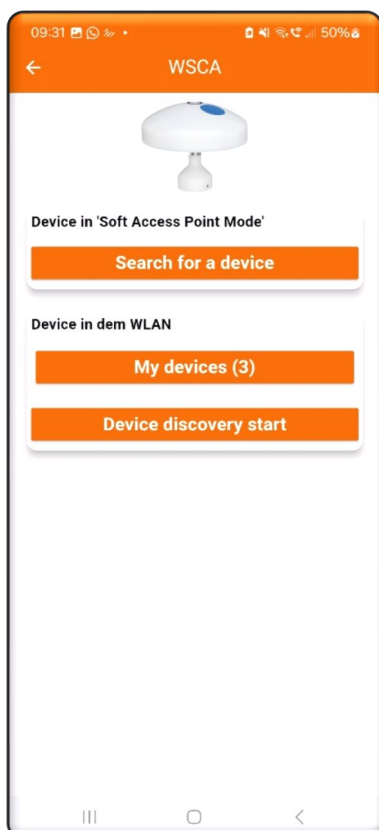 09:31 50%
WSCA
Device in 'Soft Access Point Mode'
Search for a device
Device in dem WLAN
My devices (3)
Device discovery start